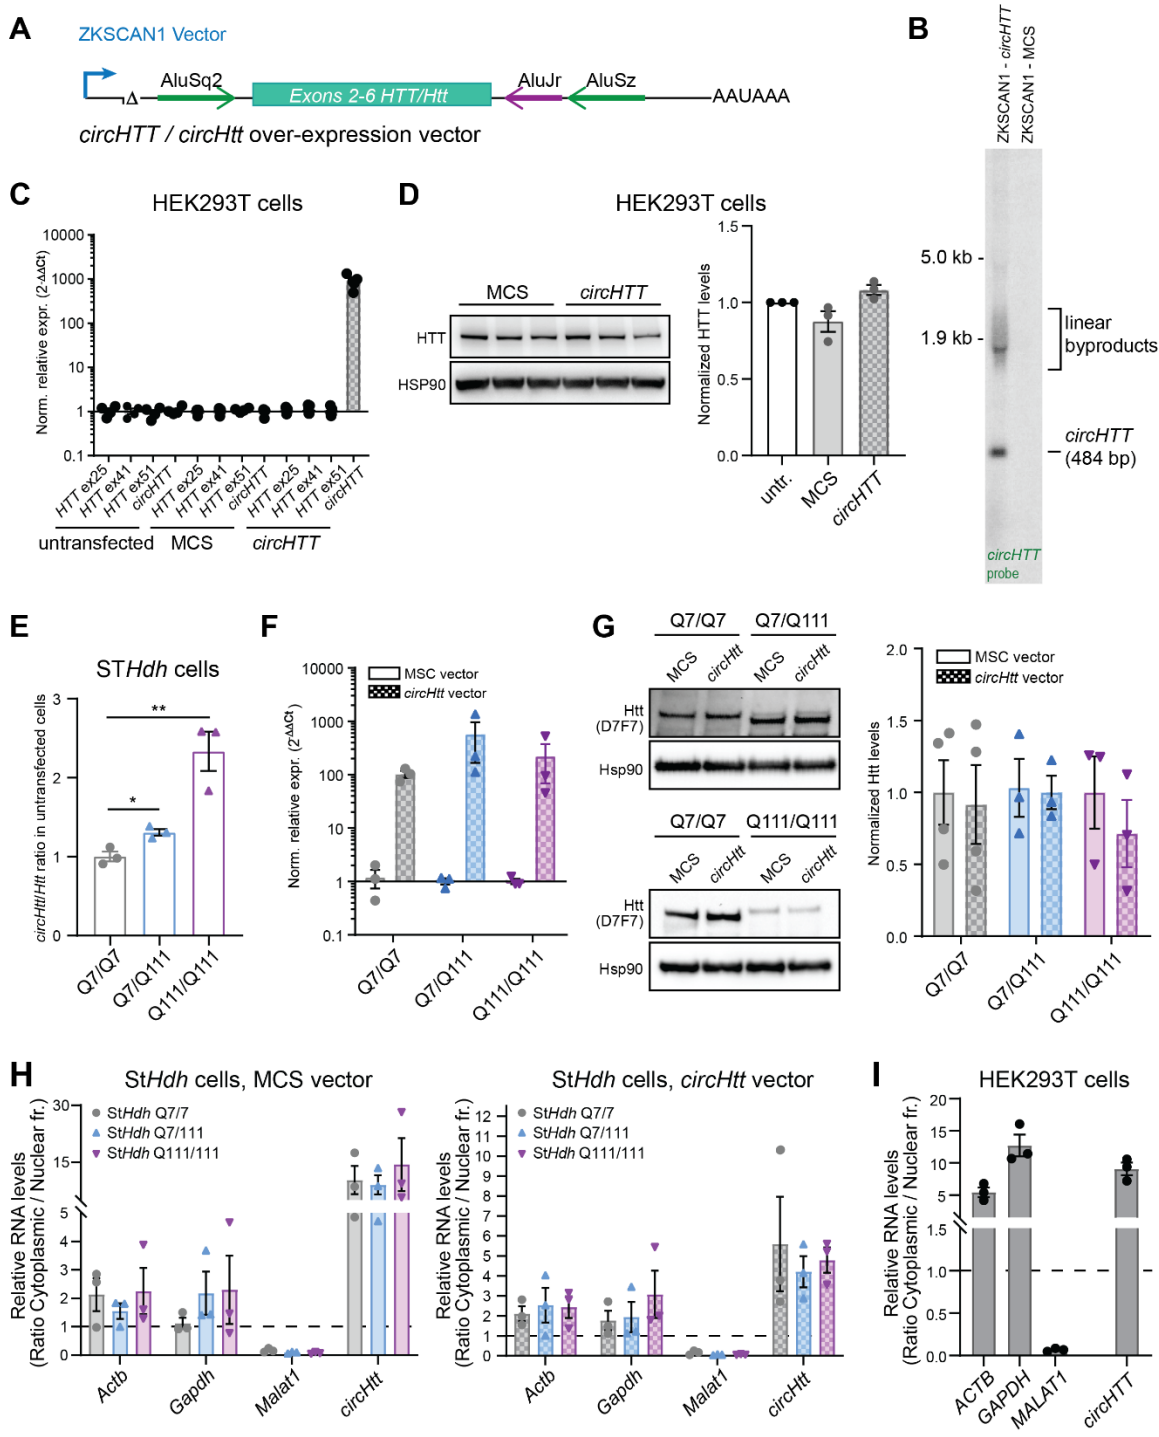 A
ZKSCAN1 Vector
Δ
AluSq2
Exons 2-6 HTT/Htt
AluJr
AluSz
AAUAAA
circHTT / circHtt over-expression vector
B
ZKSCAN1 - circHTT
ZKSCAN1 - MCS
5.0 kb -
1.9 kb -
linear
byproducts
circHTT
(484 bp)
circHTT
probe
C
HEK293T cells
Norm. relative expr. (2-ΔΔCt)
10000
1000
100
10
1
0.1
HTT ex25
HTT ex41
HTT ex51
circHTT
HTT ex25
HTT ex41
HTT ex51
circHTT
HTT ex25
HTT ex41
HTT ex51
circHTT
untransfected
MCS
circHTT
D
HEK293T cells
MCS
circHTT
HTT
HSP90
Normalized HTT levels
1.5
1.0
0.5
0.0
untr.
MCS
circHTT
E
STHdh cells
circHtt/Htt ratio in untransfected cells
3
2
1
0
**
*
Q7/Q7
Q7/Q111
Q111/Q111
F
Norm. relative expr. (2-ΔΔCt)
10000
1000
100
10
1
0.1
MSC vector
circHtt vector
Q7/Q7
Q7/Q111
Q111/Q111
G
Q7/Q7
Q7/Q111
MCS
circHtt
MCS
circHtt
Htt
(D7F7)
Hsp90
Q7/Q7
Q111/Q111
MCS
circHtt
MCS
circHtt
Htt
(D7F7)
Hsp90
Normalized Htt levels
2.0
1.5
1.0
0.5
0.0
MSC vector
circHtt vector
Q7/Q7
Q7/Q111
Q111/Q111
H
StHdh cells, MCS vector
Relative RNA levels
(Ratio Cytoplasmic / Nuclear fr.)
30
15
5
3
2
1
0
StHdh Q7/7
StHdh Q7/111
StHdh Q111/111
Actb
Gapdh
Malat1
circHtt
StHdh cells, circHtt vector
Relative RNA levels
(Ratio Cytoplasmic / Nuclear fr.)
12
11
10
9
8
7
6
5
4
3
2
1
0
StHdh Q7/7
StHdh Q7/111
StHdh Q111/111
Actb
Gapdh
Malat1
circHtt
I
HEK293T cells
Relative RNA levels
(Ratio Cytoplasmic / Nuclear fr.)
20
15
10
5
1.5
1.0
0.5
0.0
ACTB
GAPDH
MALAT1
circHTT